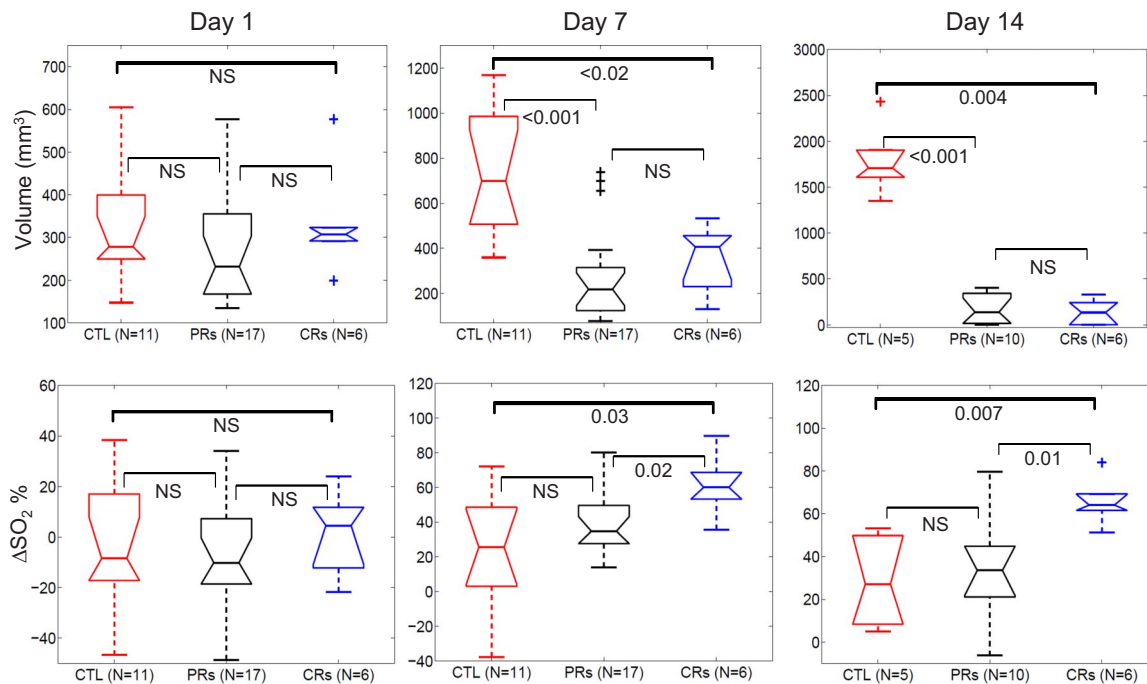 Day 1
Day 7
Day 14
Volume (mm³)
700
600
500
400
300
200
100
NS
NS
NS
CTL (N=11)
PRs (N=17)
CRs (N=6)
1200
1000
800
600
400
200
<0.02
<0.001
NS
CTL (N=11)
PRs (N=17)
CRs (N=6)
3000
2500
2000
1500
1000
500
0
0.004
<0.001
NS
CTL (N=5)
PRs (N=10)
CRs (N=6)
ΔSO₂ %
60
40
20
0
−20
−40
NS
NS
NS
CTL (N=11)
PRs (N=17)
CRs (N=6)
120
100
80
60
40
20
0
−20
−40
0.03
0.02
NS
CTL (N=11)
PRs (N=17)
CRs (N=6)
120
100
80
60
40
20
0
0.007
0.01
NS
CTL (N=5)
PRs (N=10)
CRs (N=6)